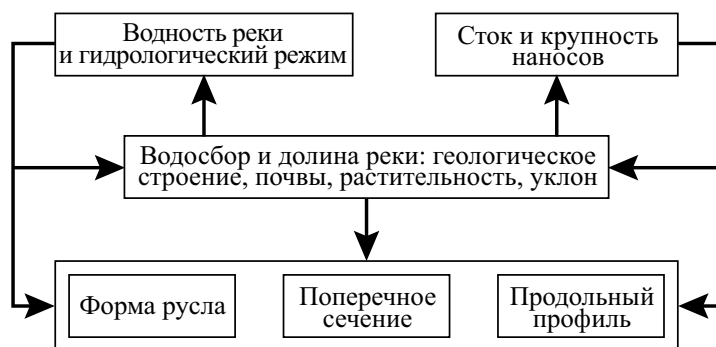 Водность реки
и гидрологический режим
Сток и крупность
наносов
Водосбор и долина реки: геологическое
строение, почвы, растительность, уклон
Форма русла
Поперечное
сечение
Продольный
профиль